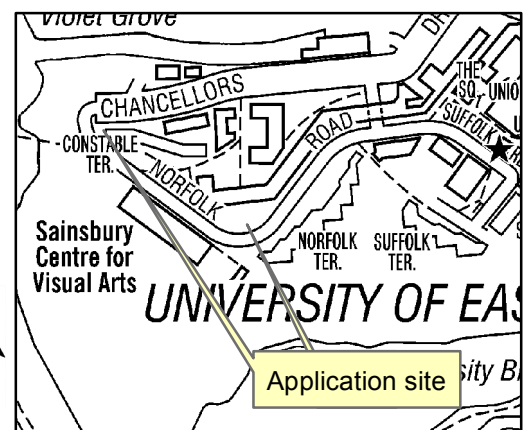 Violet Grove
CHANCELLORS
DR
THE
SQ.
UNIO
SUFFOLK
CONSTABLE
TER.
NORFOLK
ROAD
Sainsbury
Centre for
Visual Arts
NORFOLK
TER.
SUFFOLK
TER.
UNIVERSITY OF EAS
Application site
sity B